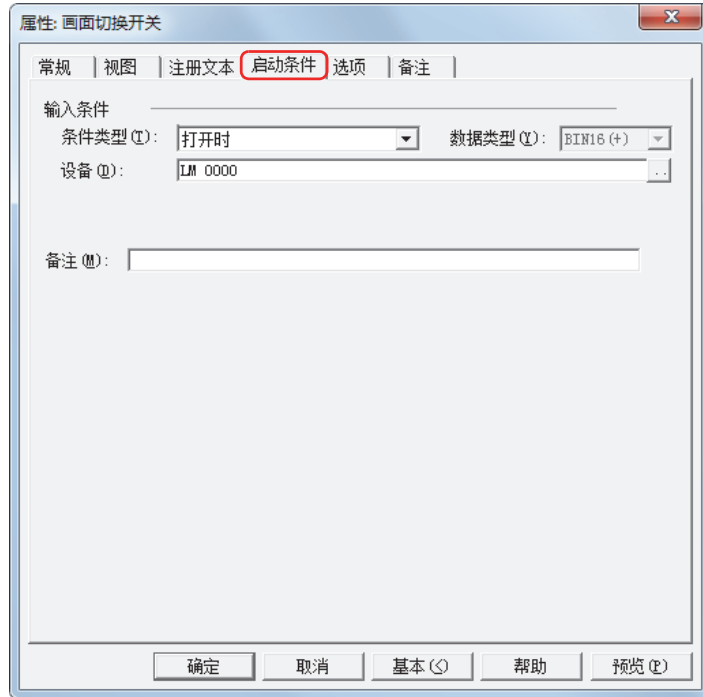 属性: 画面切换开关
常规 视图 注册文本 启动条件 选项 备注
输入条件
条件类型(T): 打开时 数据类型(Y): BIN16(+)
设备(D): LM 0000 ..
备注(M):
确定 取消 基本(<) 帮助 预览(P)